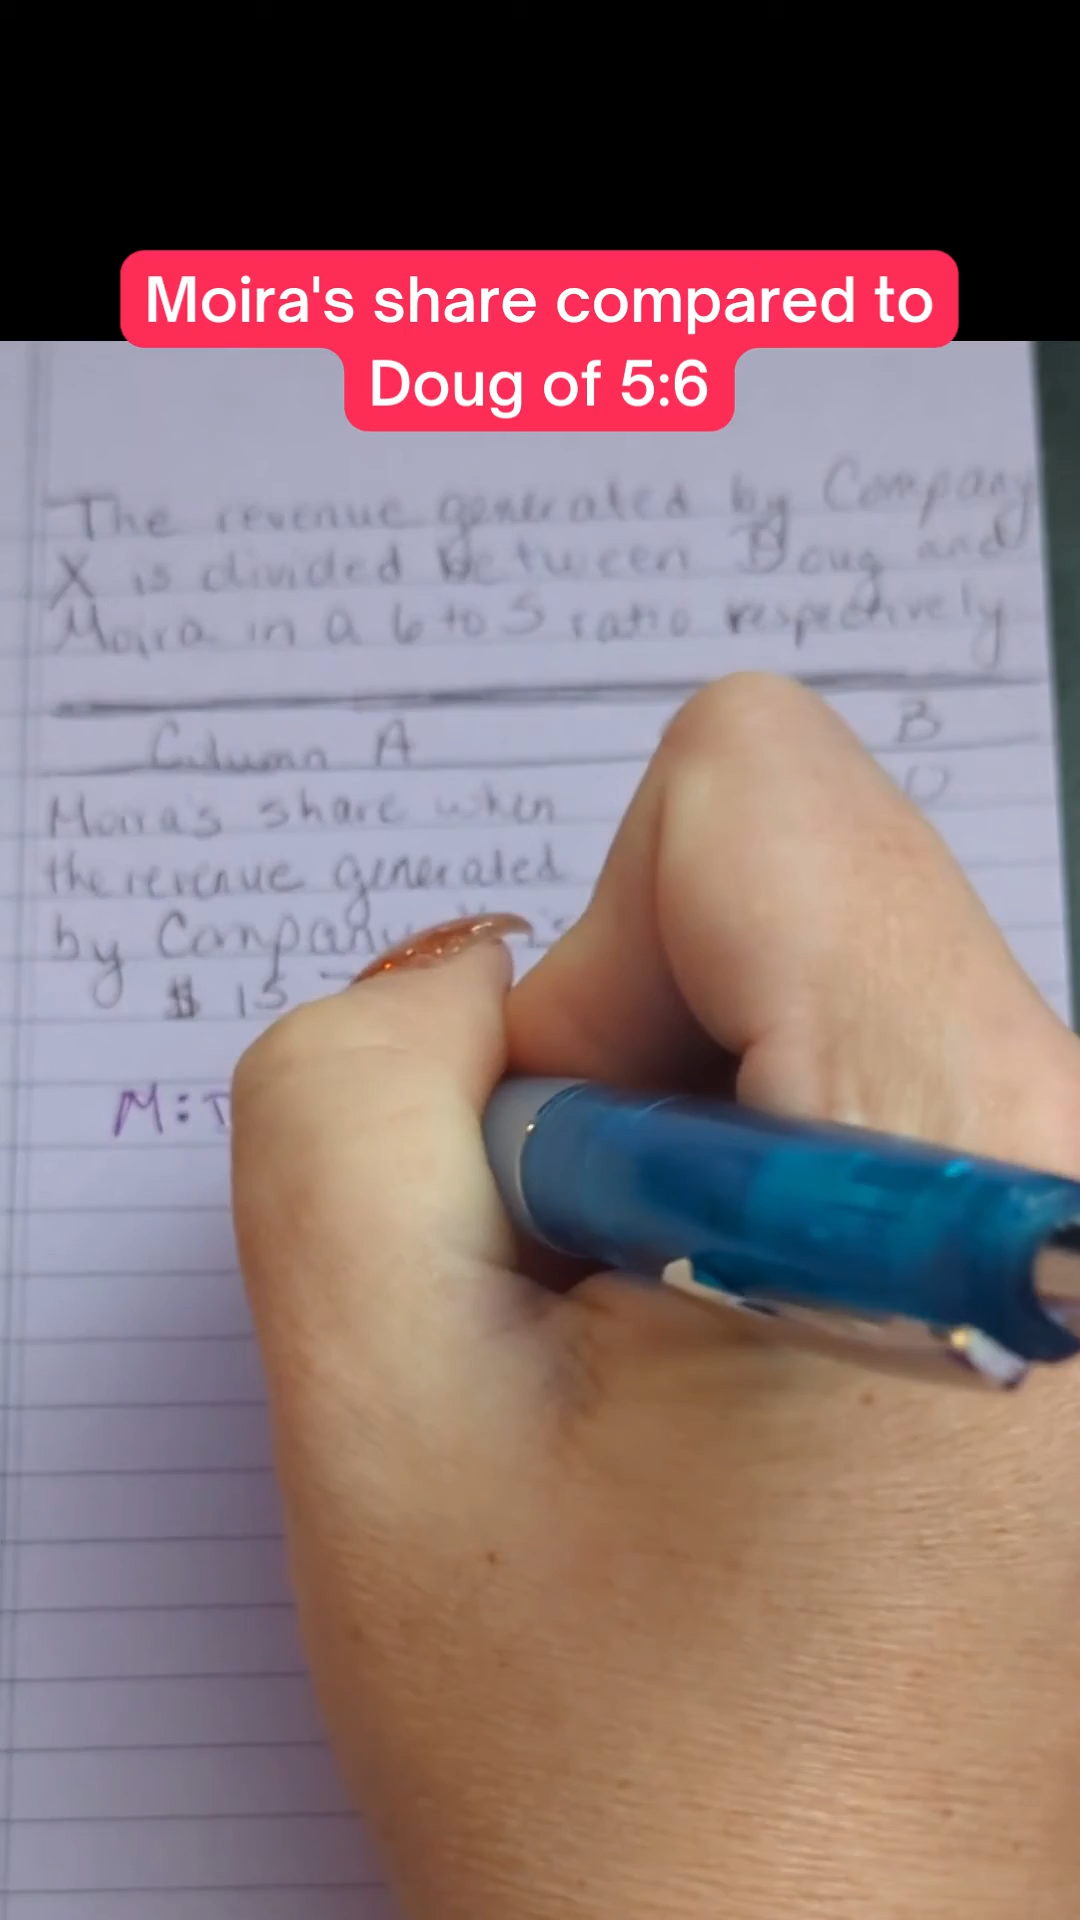 Moira's share compared to
Doug of 5:6
The revenue generated by Company
X is divided between Doug and
Moira in a 6 to 5 ratio respectively
Column A B
Moira's share when
the revenue generated
by Company
$ 15
M: